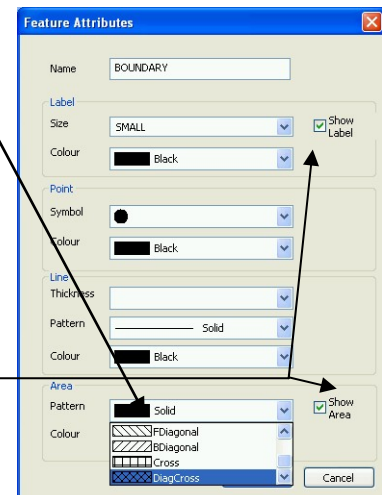 Feature Attributes
Name BOUNDARY
Label
Size SMALL Show Label
Colour Black
Point
Symbol
Colour Black
Line
Thickness
Pattern Solid
Colour Black
Area
Pattern Solid Show Area
Colour FDiagonal
BDiagonal
Cross
DiagCross
Cancel